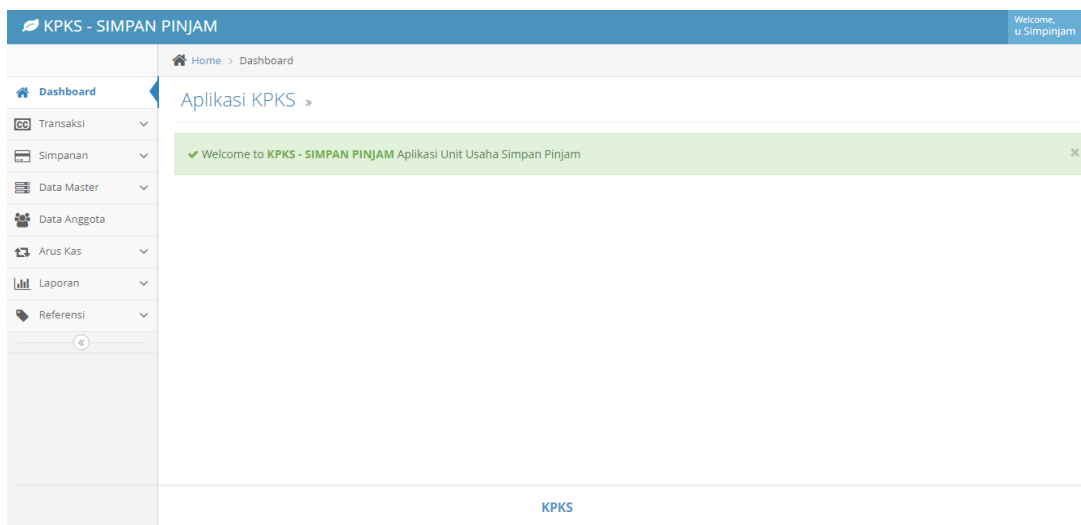 KPKS - SIMPAN PINJAM
Welcome,
u Simpinjam
Home > Dashboard
Dashboard
Aplikasi KPKS »
Transaksi
Simpanan
Welcome to KPKS - SIMPAN PINJAM Aplikasi Unit Usaha Simpan Pinjam
Data Master
Data Anggota
Arus Kas
Laporan
Referensi
KPKS